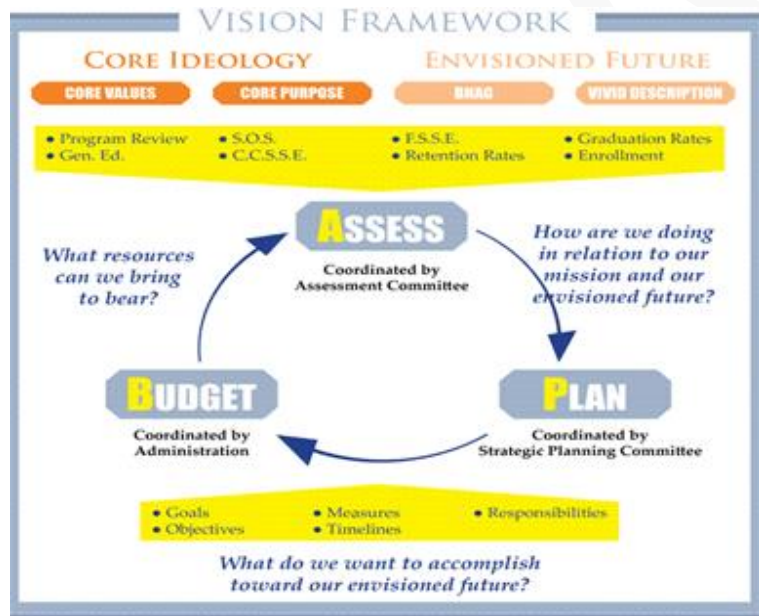 VISION FRAMEWORK
CORE IDEOLOGY
ENVISIONED FUTURE
CORE VALUES
CORE PURPOSE
BHAG
VIVID DESCRIPTION
• Program Review
• Gen. Ed.
• S.O.S.
• C.C.S.S.E.
• F.S.S.E.
• Retention Rates
• Graduation Rates
• Enrollment
ASSESS
Coordinated by
Assessment Committee
What resources
can we bring
to bear?
How are we doing
in relation to our
mission and our
envisioned future?
BUDGET
Coordinated by
Administration
PLAN
Coordinated by
Strategic Planning Committee
• Goals
• Objectives
• Measures
• Timelines
• Responsibilities
What do we want to accomplish
toward our envisioned future?